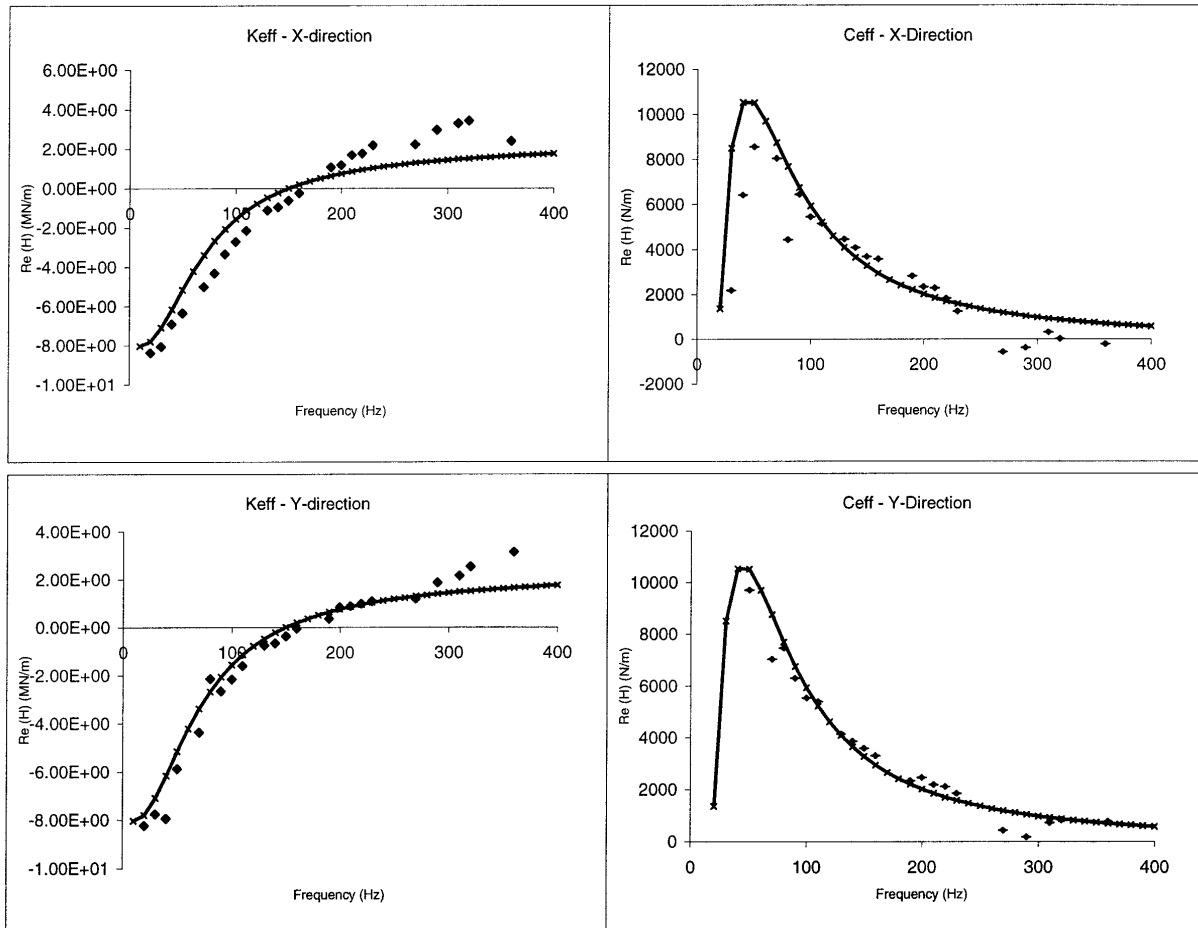 Keff - X-direction
6.00E+00
4.00E+00
2.00E+00
0.00E+00
-2.00E+00
-4.00E+00
-6.00E+00
-8.00E+00
-1.00E+01
Re (H) (MN/m)
0 100 200 300 400
Frequency (Hz)
Ceff - X-Direction
12000
10000
8000
6000
4000
2000
0
-2000
Re (H) (N/m)
0 100 200 300 400
Frequency (Hz)
Keff - Y-direction
4.00E+00
2.00E+00
0.00E+00
-2.00E+00
-4.00E+00
-6.00E+00
-8.00E+00
-1.00E+01
Re (H) (MN/m)
0 100 200 300 400
Frequency (Hz)
Ceff - Y-Direction
12000
10000
8000
6000
4000
2000
0
Re (H) (N/m)
0 100 200 300 400
Frequency (Hz)